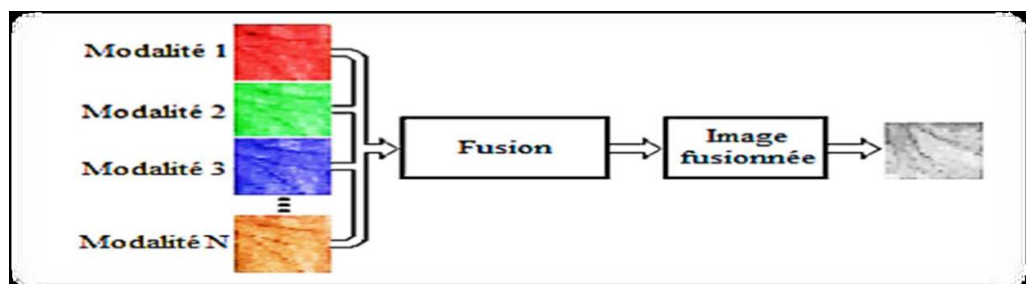 Modalité 1
Modalité 2
Modalité 3
Modalité N
Fusion
Image
fusionnée